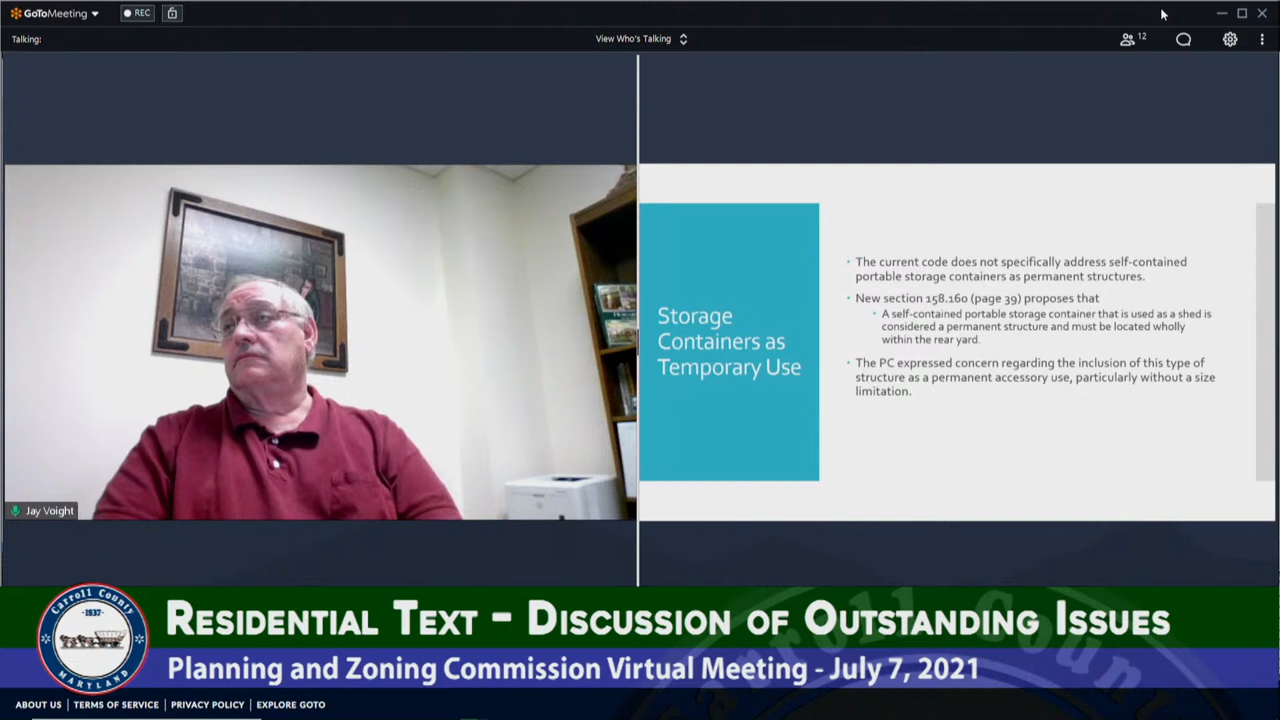 GoToMeeting
REC
Talking:
View Who's Talking
12
Jay Voight
Storage
Containers as
Temporary Use
• The current code does not specifically address self-contained
portable storage containers as permanent structures.
• New section 158.160 (page 39) proposes that
• A self-contained portable storage container that is used as a shed is
considered a permanent structure and must be located wholly
within the rear yard.
• The PC expressed concern regarding the inclusion of this type of
structure as a permanent accessory use, particularly without a size
limitation.
Carroll County
1837
MARYLAND
Residential Text - Discussion of Outstanding Issues
Planning and Zoning Commission Virtual Meeting - July 7, 2021
ABOUT US | TERMS OF SERVICE | PRIVACY POLICY | EXPLORE GOTO